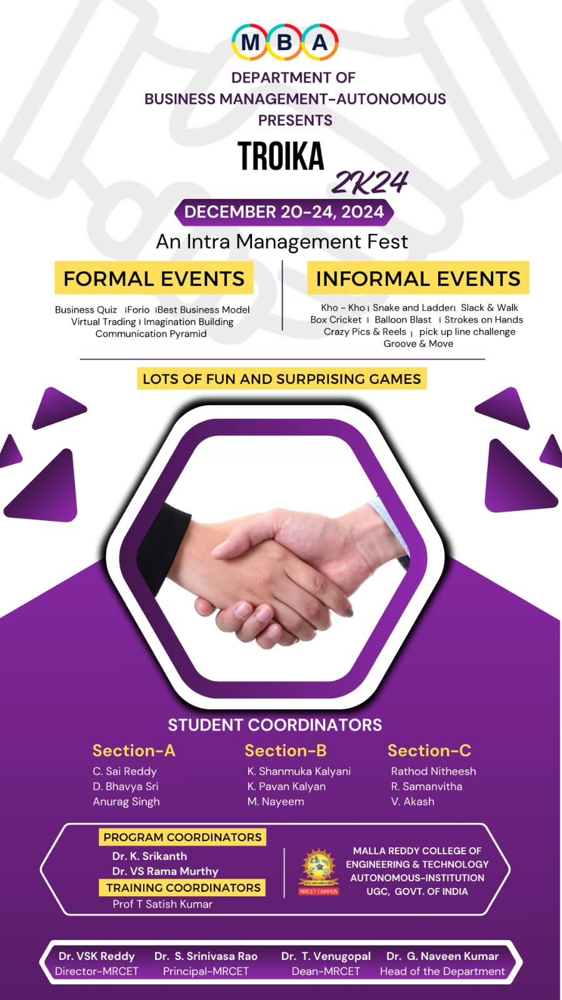 MBA
DEPARTMENT OF
BUSINESS MANAGEMENT-AUTONOMOUS
PRESENTS
TROIKA
2K24
DECEMBER 20-24, 2024
An Intra Management Fest
FORMAL EVENTS
Business Quiz ı Forio ı Best Business Model
Virtual Trading ı Imagination Building
Communication Pyramid
INFORMAL EVENTS
Kho - Kho ı Snake and Ladder ı Slack & Walk
Box Cricket ı Balloon Blast ı Strokes on Hands
Crazy Pics & Reels ı pick up line challenge
Groove & Move
LOTS OF FUN AND SURPRISING GAMES
STUDENT COORDINATORS
Section-A
C. Sai Reddy
D. Bhavya Sri
Anurag Singh
Section-B
K. Shanmuka Kalyani
K. Pavan Kalyan
M. Nayeem
Section-C
Rathod Nitheesh
R. Samanvitha
V. Akash
PROGRAM COORDINATORS
Dr. K. Srikanth
Dr. VS Rama Murthy
TRAINING COORDINATORS
Prof T Satish Kumar
MRCET CAMPUS
MALLA REDDY COLLEGE OF
ENGINEERING & TECHNOLOGY
AUTONOMOUS-INSTITUTION
UGC, GOVT. OF INDIA
Dr. VSK Reddy
Director-MRCET
Dr. S. Srinivasa Rao
Principal-MRCET
Dr. T. Venugopal
Dean-MRCET
Dr. G. Naveen Kumar
Head of the Department